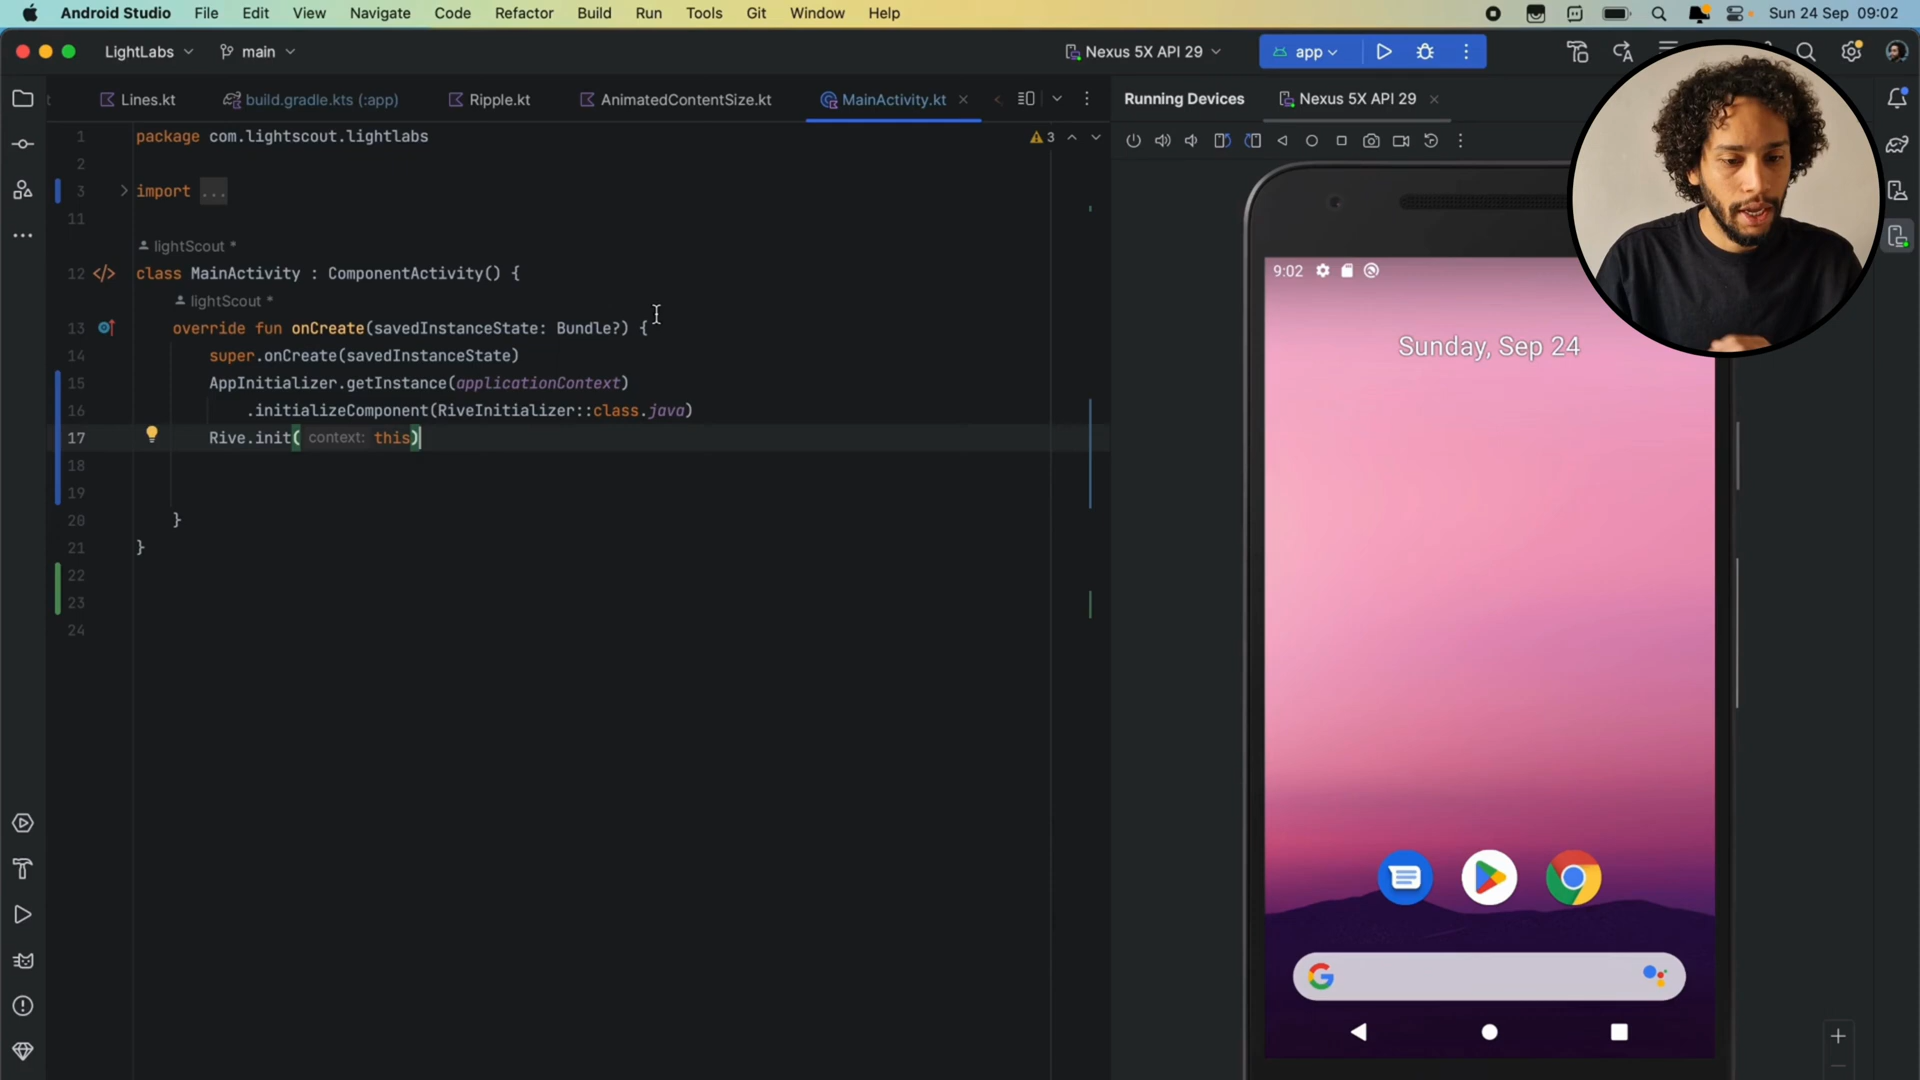 Android Studio File Edit View Navigate Code Refactor Build Run Tools Git Window Help Sun 24 Sep 09:02
LightLabs main Nexus 5X API 29 app
Lines.kt build.gradle.kts (:app) Ripple.kt AnimatedContentSize.kt MainActivity.kt
Running Devices Nexus 5X API 29
1 package com.lightscout.lightlabs 3
2
3 import ...
11
lightScout *
12 class MainActivity : ComponentActivity() {
lightScout *
13 override fun onCreate(savedInstanceState: Bundle?) {
14 super.onCreate(savedInstanceState)
15 AppInitializer.getInstance(applicationContext)
16 .initializeComponent(RiveInitializer::class.java)
17 Rive.init( context: this)
18
19
20 }
21 }
22
23
24
9:02
Sunday, Sep 24